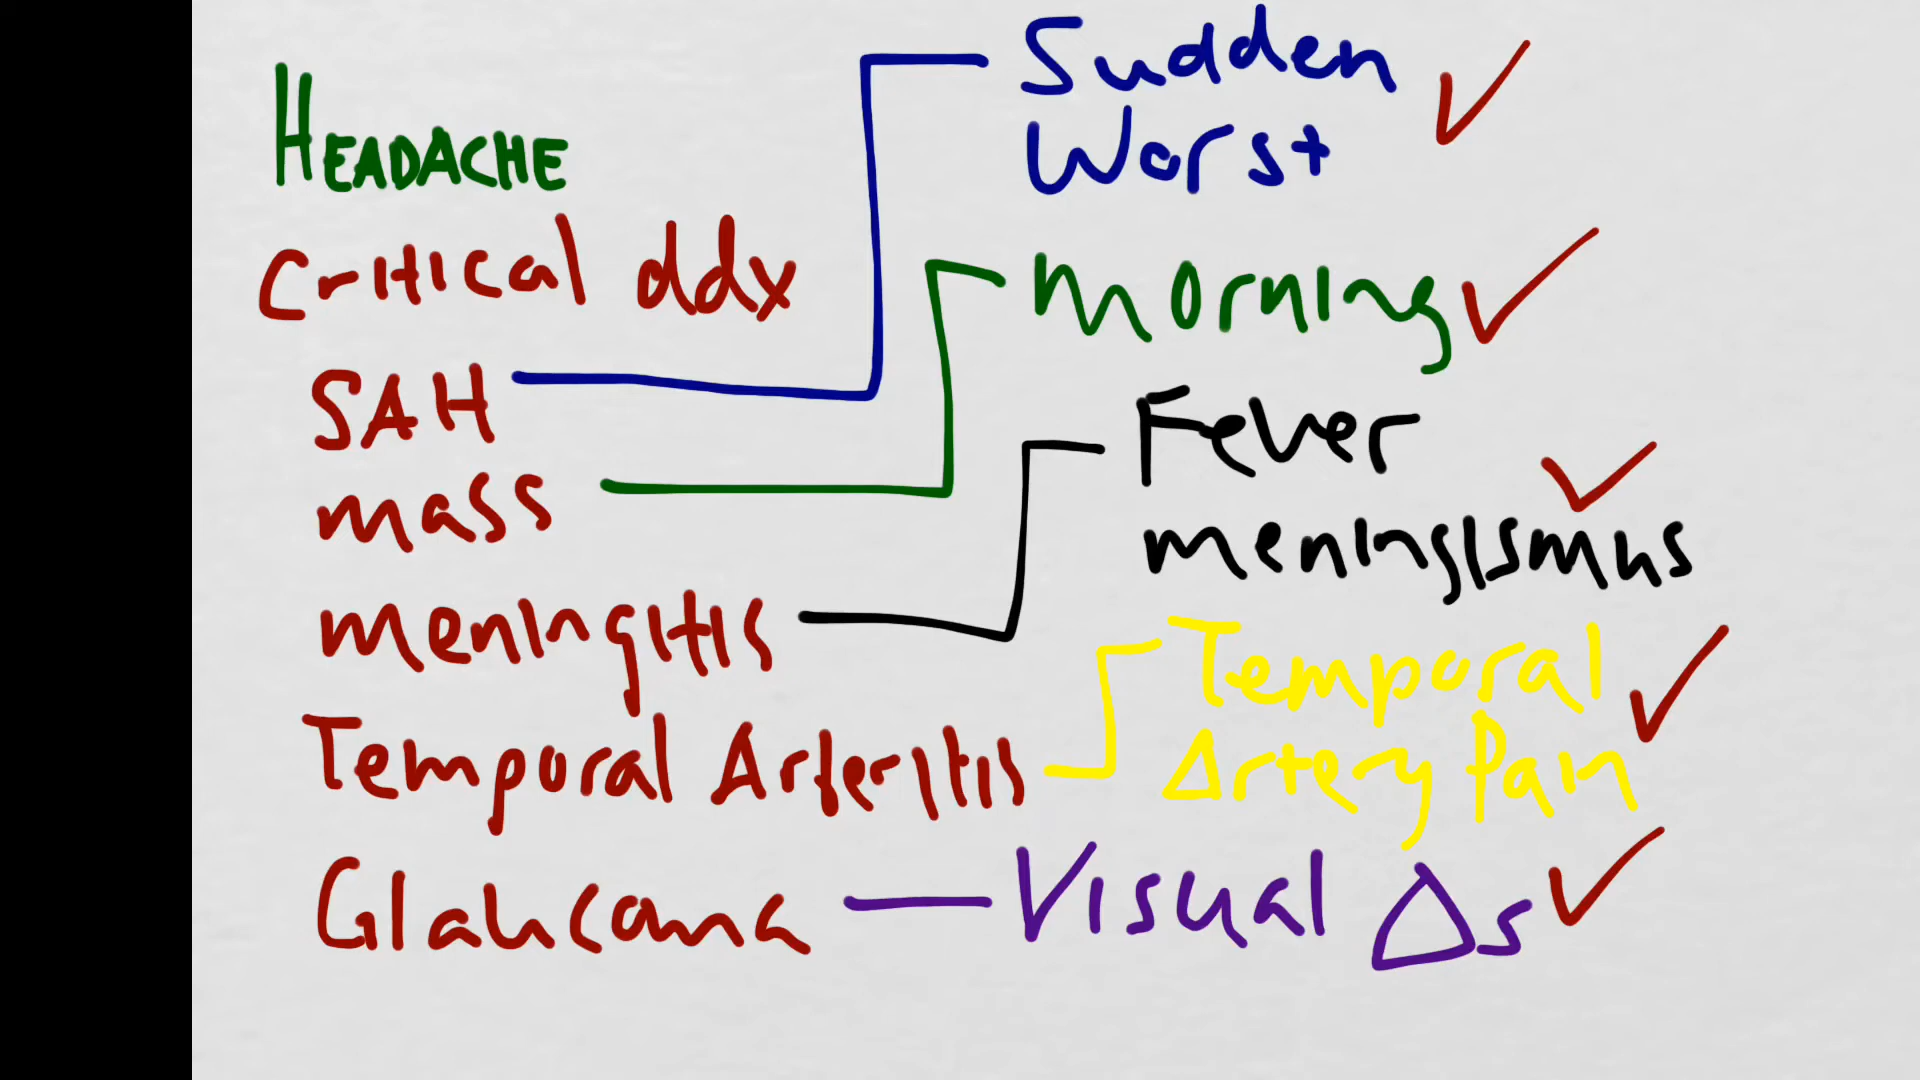 HEADACHE
Critical ddx
SAH
mass
meningitis
Temporal Arteritis
Glaucoma
Sudden
Worst
morning
Fever
meningismus
Temporal
Artery Pain
Visual Δs